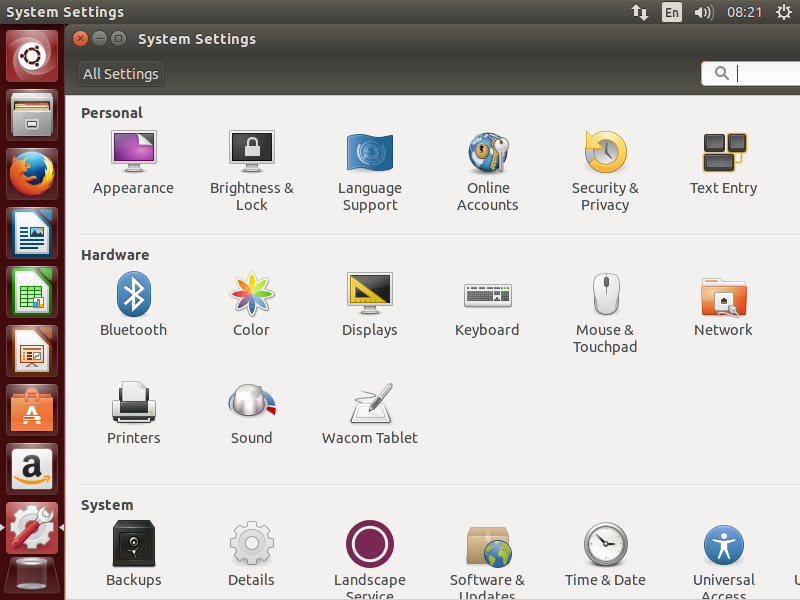 System Settings
En
08:21
System Settings
All Settings
Personal
Appearance
Brightness &
Lock
Language
Support
Online
Accounts
Security &
Privacy
Text Entry
Hardware
Bluetooth
Color
Displays
Keyboard
Mouse &
Touchpad
Network
Printers
Sound
Wacom Tablet
System
Backups
Details
Landscape
Service
Software &
Updates
Time & Date
Universal
Access